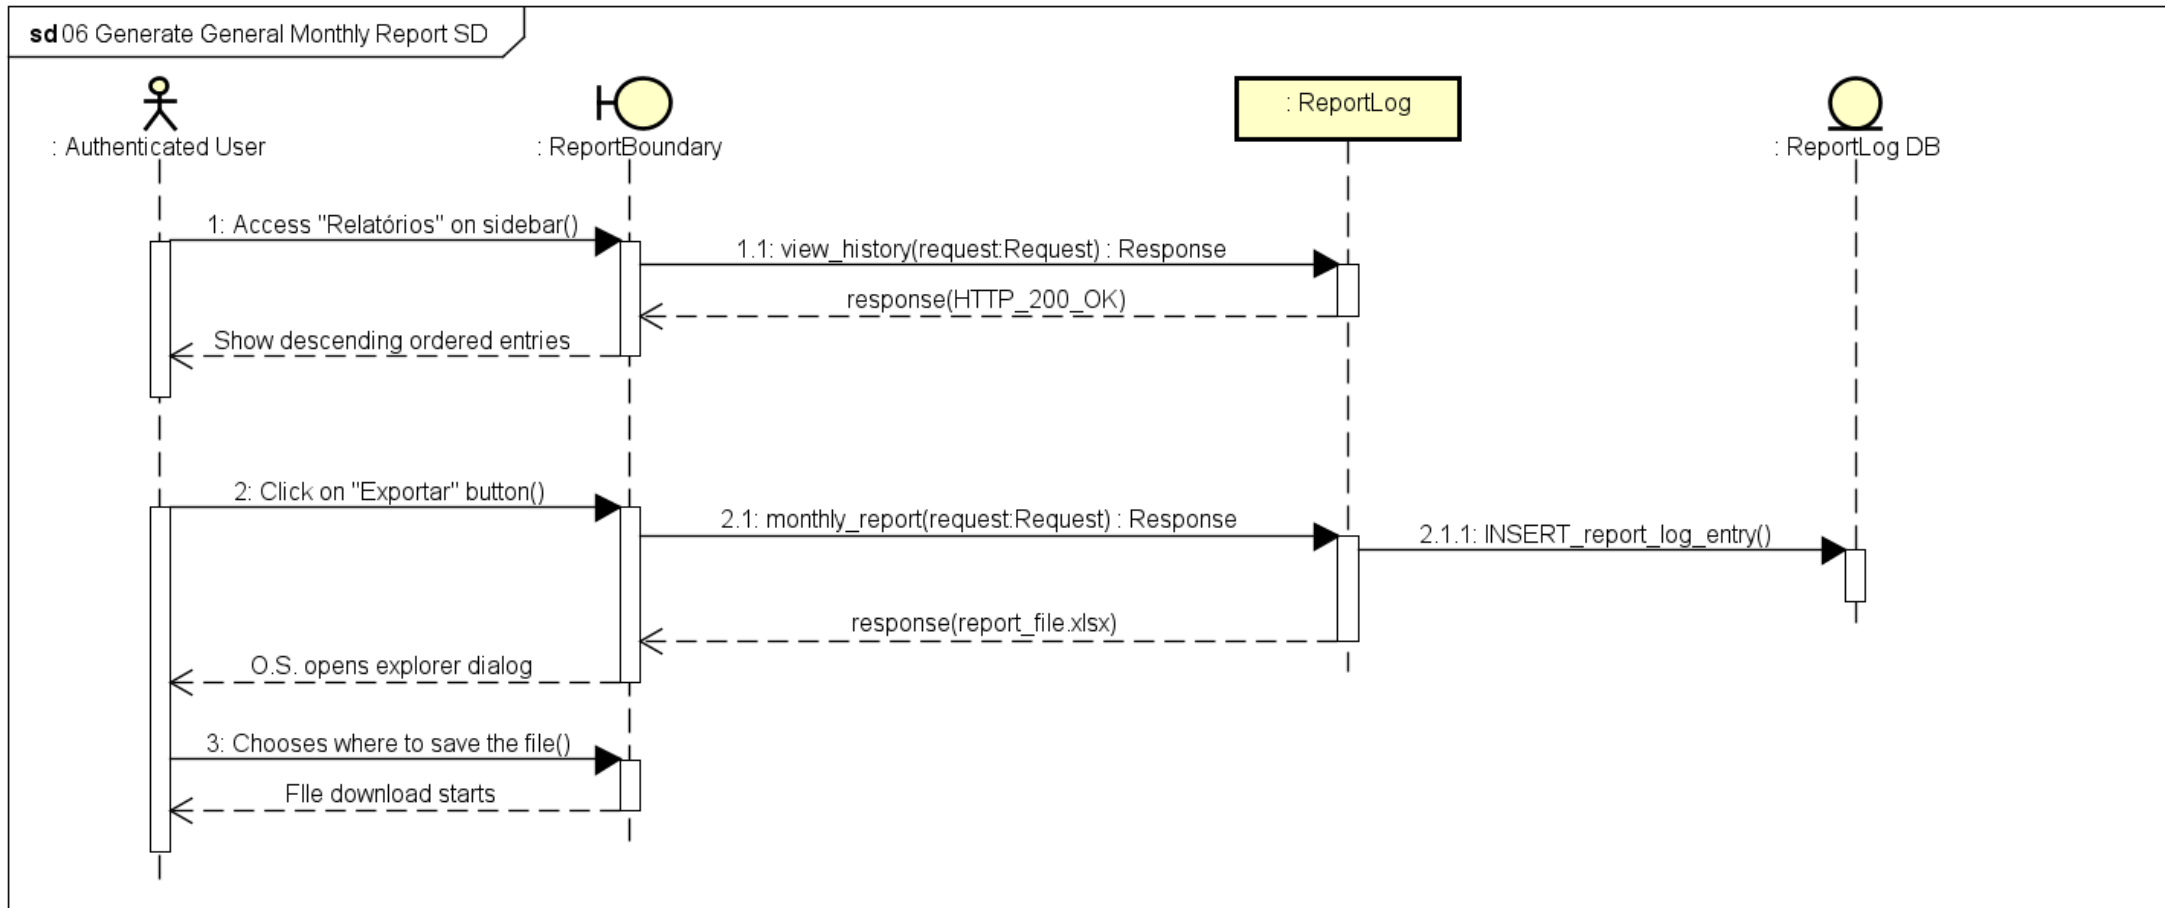 sd 06 Generate General Monthly Report SD
: Authenticated User
: ReportBoundary
: ReportLog
: ReportLog DB
1: Access "Relatórios" on sidebar()
1.1: view_history(request:Request) : Response
response(HTTP_200_OK)
Show descending ordered entries
2: Click on "Exportar" button()
2.1: monthly_report(request:Request) : Response
2.1.1: INSERT_report_log_entry()
response(report_file.xlsx)
O.S. opens explorer dialog
3: Chooses where to save the file()
FIle download starts